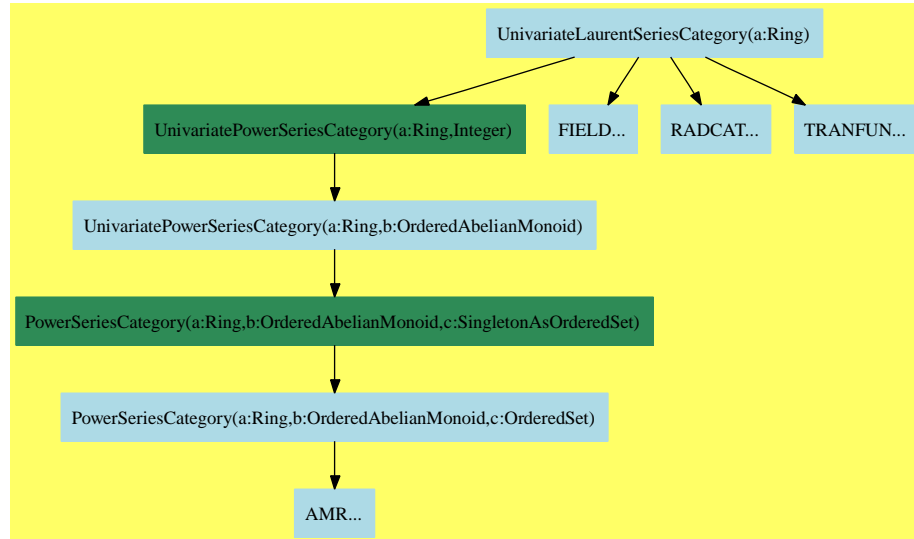 UnivariateLaurentSeriesCategory(a:Ring)
UnivariatePowerSeriesCategory(a:Ring,Integer)
FIELD...
RADCAT...
TRANFUN...
UnivariatePowerSeriesCategory(a:Ring,b:OrderedAbelianMonoid)
PowerSeriesCategory(a:Ring,b:OrderedAbelianMonoid,c:SingletonAsOrderedSet)
PowerSeriesCategory(a:Ring,b:OrderedAbelianMonoid,c:OrderedSet)
AMR...